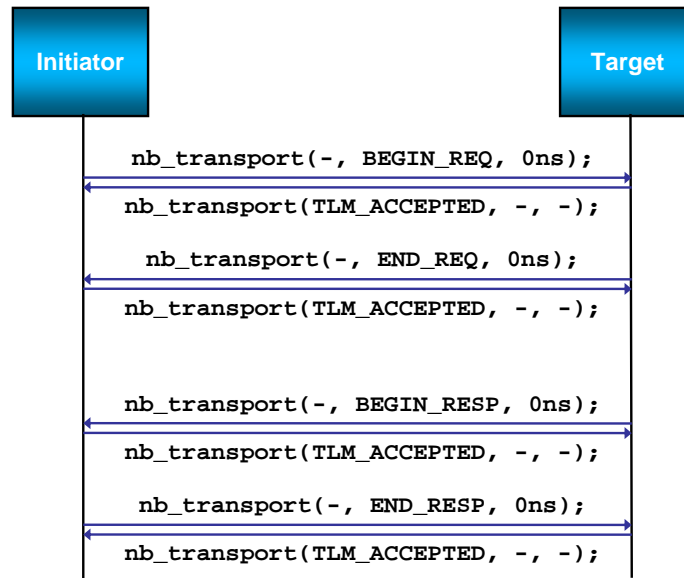 Initiator
Target
nb_transport(-, BEGIN_REQ, 0ns);
nb_transport(TLM_ACCEPTED, -, -);
nb_transport(-, END_REQ, 0ns);
nb_transport(TLM_ACCEPTED, -, -);
nb_transport(-, BEGIN_RESP, 0ns);
nb_transport(TLM_ACCEPTED, -, -);
nb_transport(-, END_RESP, 0ns);
nb_transport(TLM_ACCEPTED, -, -);